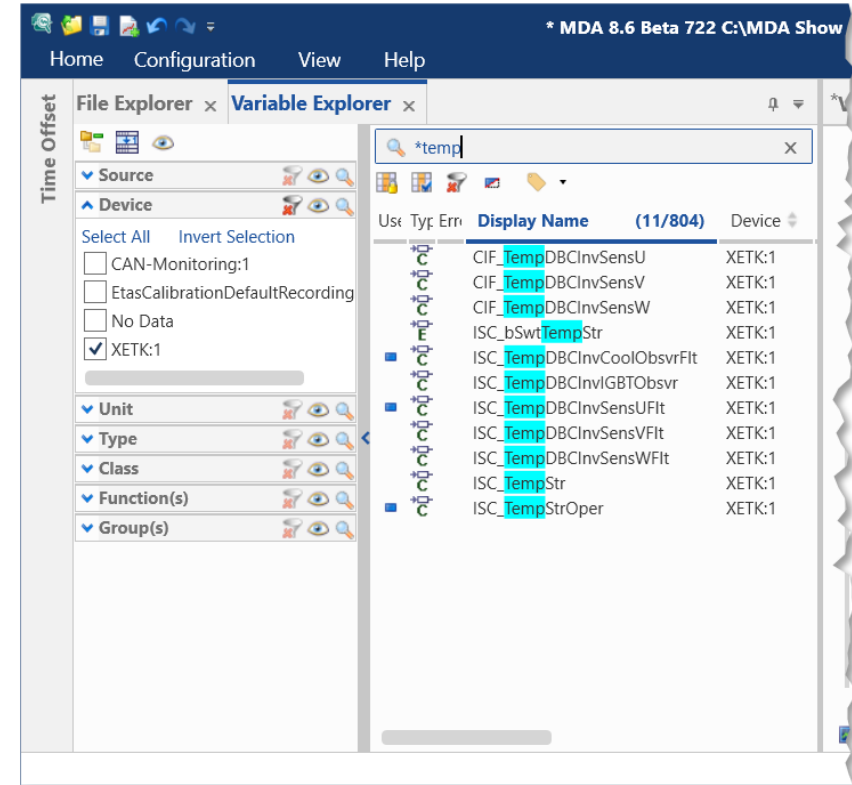 * MDA 8.6 Beta 722 C:\MDA Show
Home Configuration View Help
Time Offset
File Explorer × Variable Explorer ×
*V
*temp
Source
Device
Select All Invert Selection
CAN-Monitoring:1
EtasCalibrationDefaultRecording
No Data
XETK:1
Unit
Type
Class
Function(s)
Group(s)
Use Typ Erro Display Name (11/804) Device
C CIF_TempDBCInvSensU XETK:1
C CIF_TempDBCInvSensV XETK:1
C CIF_TempDBCInvSensW XETK:1
E ISC_bSwtTempStr XETK:1
C ISC_TempDBCInvCoolObsvrFlt XETK:1
C ISC_TempDBCInvIGBTObsvr XETK:1
C ISC_TempDBCInvSensUFlt XETK:1
C ISC_TempDBCInvSensVFlt XETK:1
C ISC_TempDBCInvSensWFlt XETK:1
C ISC_TempStr XETK:1
C ISC_TempStrOper XETK:1